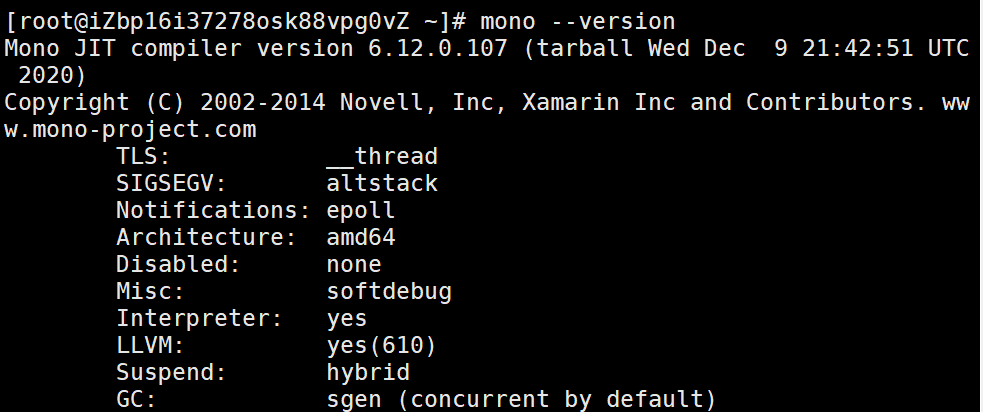 [root@iZbp16i37278osk88vpg0vZ ~]# mono --version
Mono JIT compiler version 6.12.0.107 (tarball Wed Dec  9 21:42:51 UTC
 2020)
Copyright (C) 2002-2014 Novell, Inc, Xamarin Inc and Contributors. ww
w.mono-project.com
        TLS:           __thread
        SIGSEGV:       altstack
        Notifications: epoll
        Architecture:  amd64
        Disabled:      none
        Misc:          softdebug
        Interpreter:   yes
        LLVM:          yes(610)
        Suspend:       hybrid
        GC:            sgen (concurrent by default)